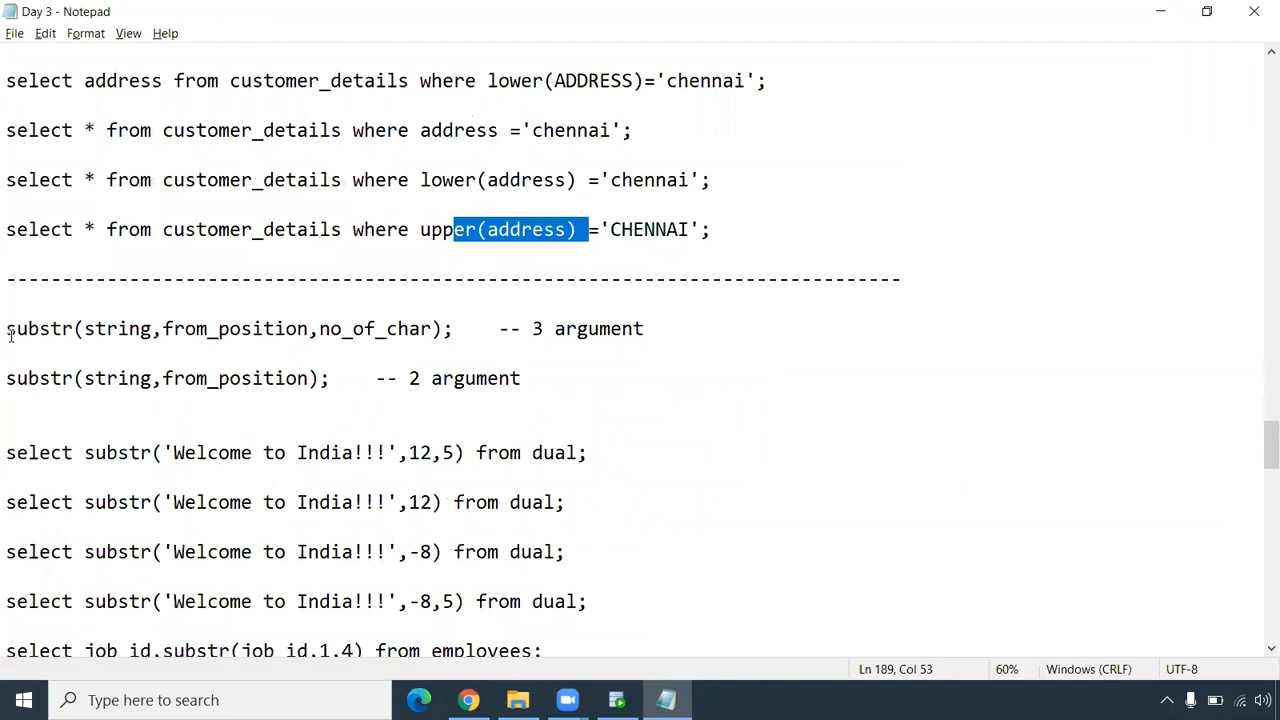 Day 3 - Notepad
File Edit Format View Help
select address from customer_details where lower(ADDRESS)='chennai';
select * from customer_details where address ='chennai';
select * from customer_details where lower(address) ='chennai';
select * from customer_details where upper(address) ='CHENNAI';
--------------------------------------------------------------------------------
substr(string,from_position,no_of_char);    -- 3 argument
substr(string,from_position);    -- 2 argument
select substr('Welcome to India!!!',12,5) from dual;
select substr('Welcome to India!!!',12) from dual;
select substr('Welcome to India!!!',-8) from dual;
select substr('Welcome to India!!!',-8,5) from dual;
select job_id,substr(job_id,1,4) from employees;
Ln 189, Col 53 60% Windows (CRLF) UTF-8
Type here to search